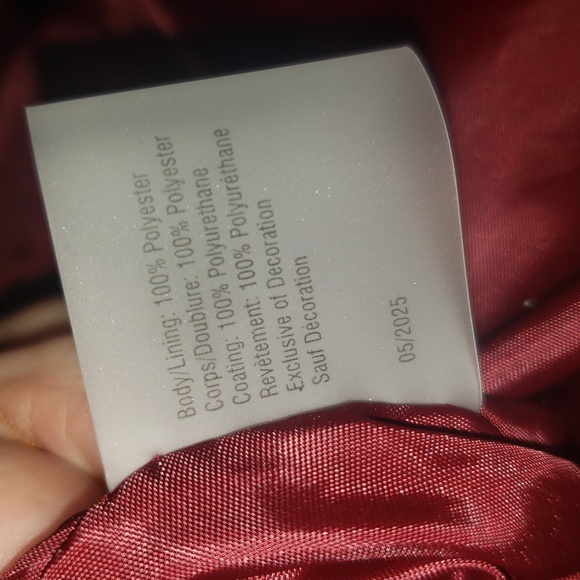 Body/Lining: 100% Polyester
Corps/Doublure: 100% Polyester
Coating: 100% Polyurethane
Revêtement: 100% Polyuréthane
Exclusive of Decoration
Sauf Décoration
05/2025